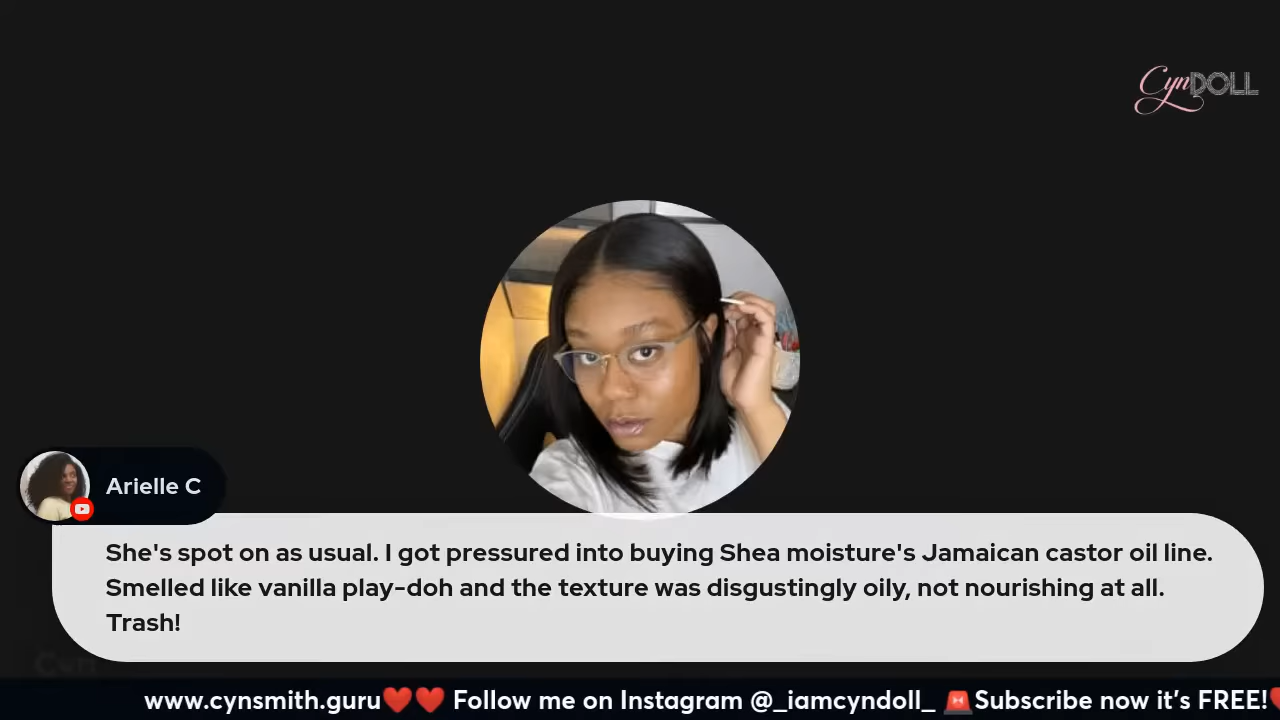 CynDOLL
Arielle C
She's spot on as usual. I got pressured into buying Shea moisture's Jamaican castor oil line.
Smelled like vanilla play-doh and the texture was disgustingly oily, not nourishing at all.
Trash!
www.cynsmith.guru❤️❤️ Follow me on Instagram @_iamcyndoll_ 🚨Subscribe now it’s FREE!